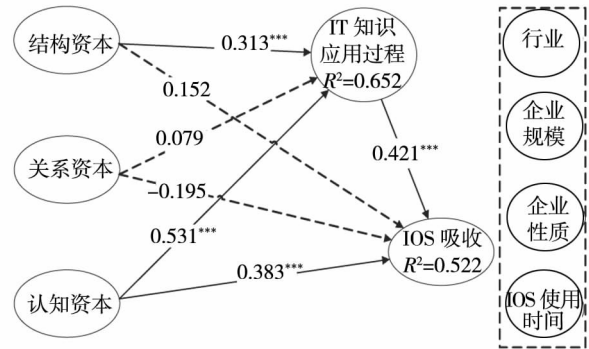 结构资本
0.313***
IT 知识
应用过程
R²=0.652
行业
0.152
企业
规模
0.079
关系资本
0.421***
-0.195
企业
性质
0.531***
IOS 吸收
R²=0.522
0.383***
认知资本
IOS 使用
时间